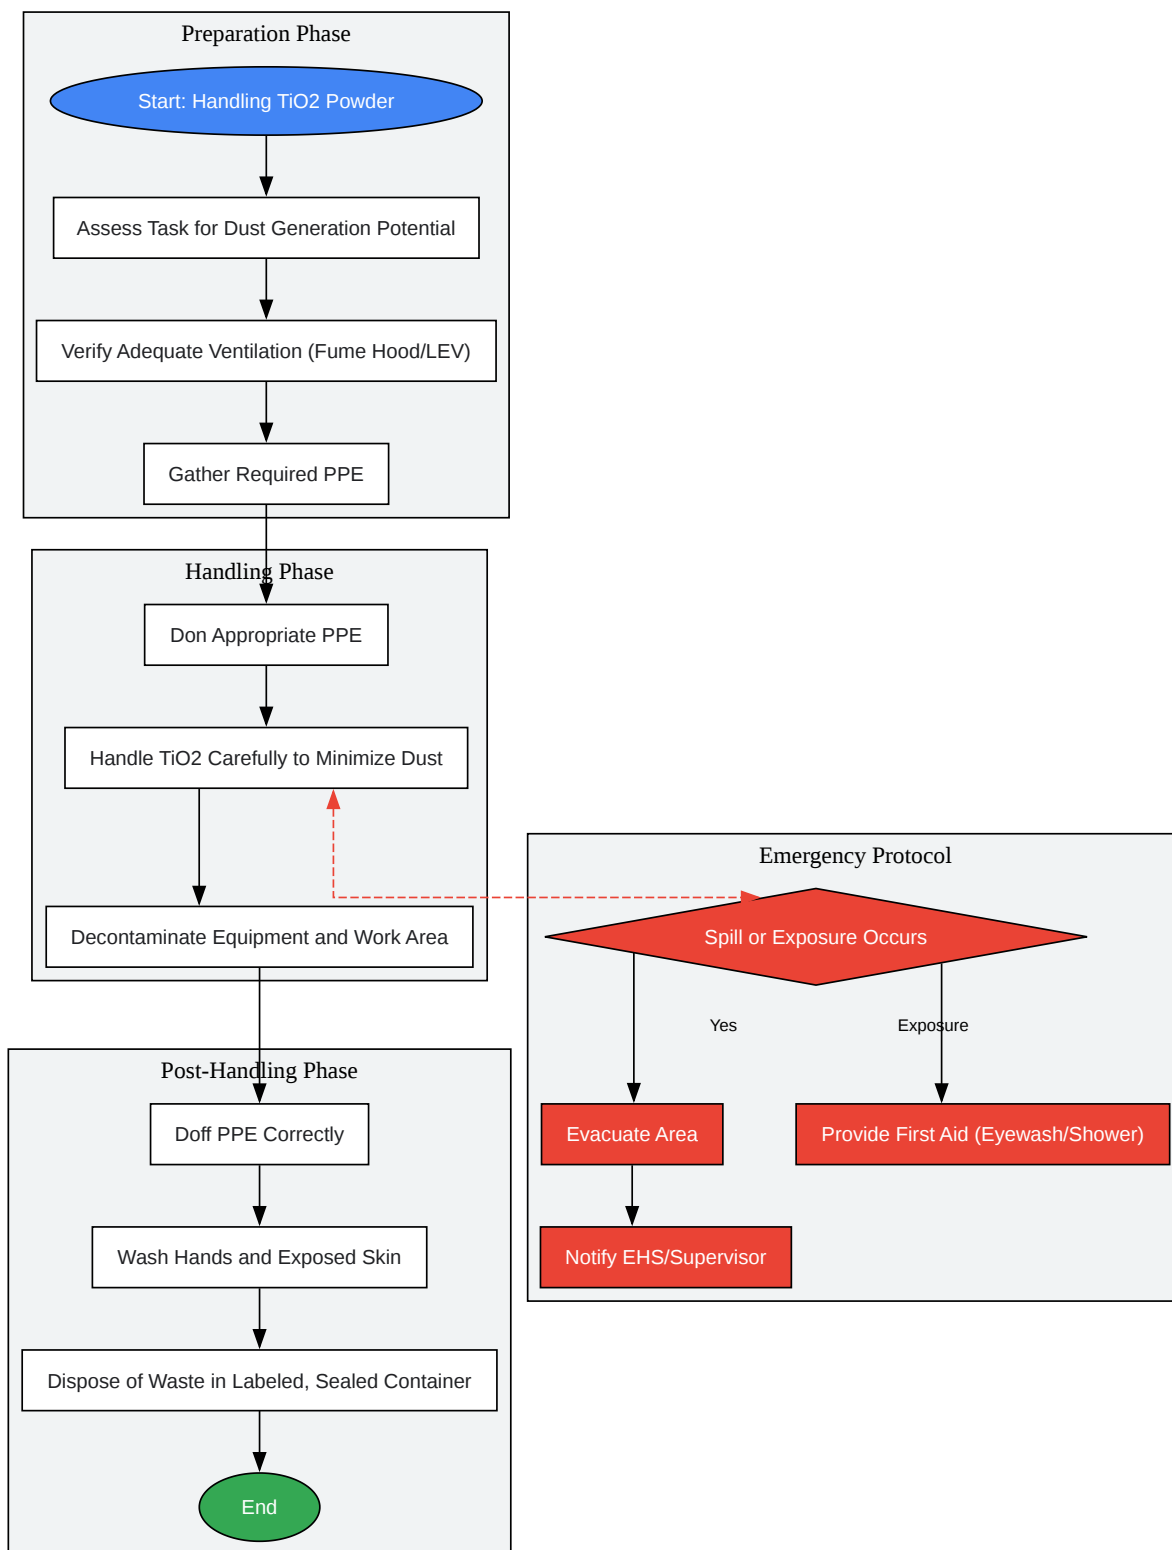 Preparation Phase
Start: Handling TiO2 Powder
Assess Task for Dust Generation Potential
Verify Adequate Ventilation (Fume Hood/LEV)
Gather Required PPE
Handling Phase
Don Appropriate PPE
Handle TiO2 Carefully to Minimize Dust
Decontaminate Equipment and Work Area
Emergency Protocol
Spill or Exposure Occurs
Yes
Exposure
Evacuate Area
Provide First Aid (Eyewash/Shower)
Notify EHS/Supervisor
Post-Handling Phase
Doff PPE Correctly
Wash Hands and Exposed Skin
Dispose of Waste in Labeled, Sealed Container
End